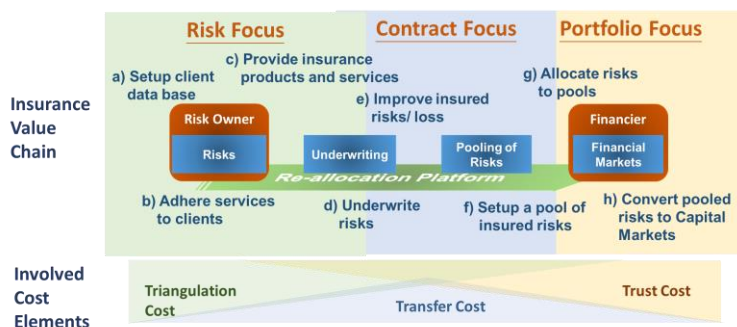 Risk Focus
Contract Focus
Portfolio Focus
Insurance
Value
Chain
a) Setup client
data base
c) Provide insurance
products and services
e) Improve insured
risks/ loss
g) Allocate risks
to pools
Risk Owner
Risks
Underwriting
Pooling of
Risks
Financier
Financial
Markets
Re-allocation Platform
b) Adhere services
to clients
d) Underwrite
risks
f) Setup a pool of
insured risks
h) Convert pooled
risks to Capital
Markets
Involved
Cost
Elements
Triangulation
Cost
Transfer Cost
Trust Cost